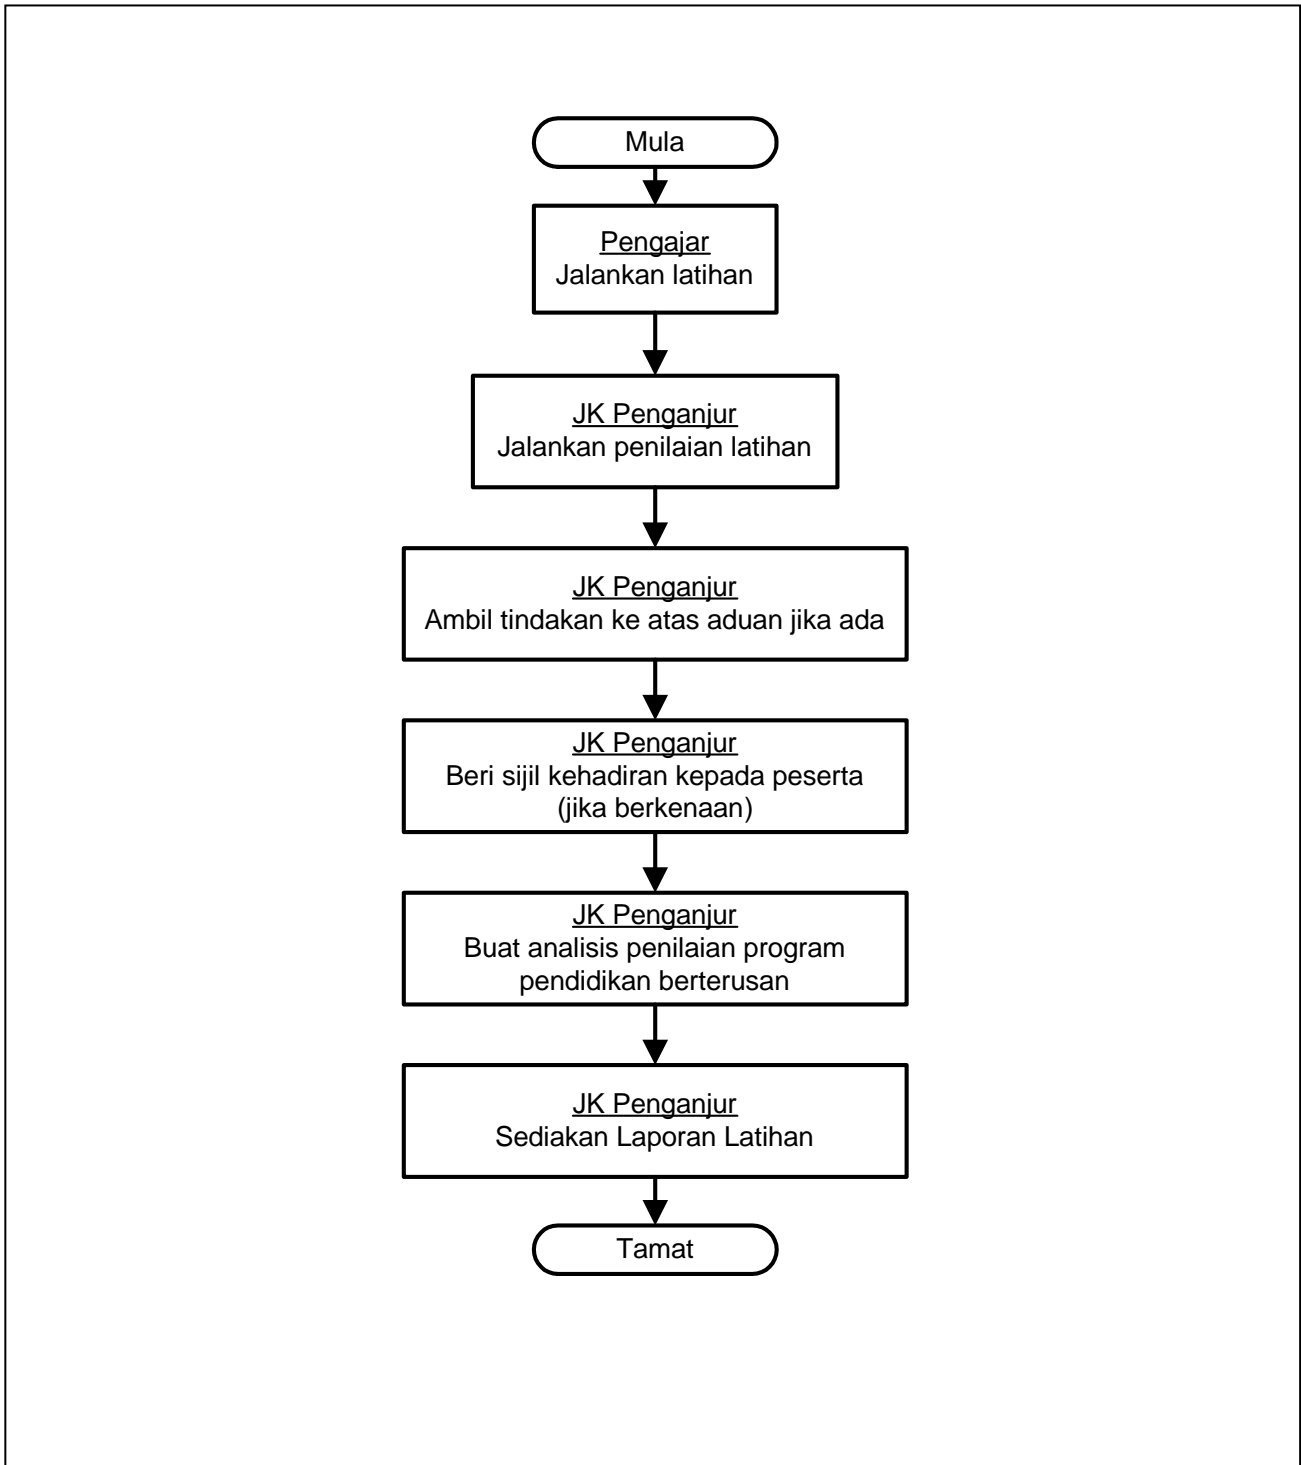 Mula
Pengajar
Jalankan latihan
JK Penganjur
Jalankan penilaian latihan
JK Penganjur
Ambil tindakan ke atas aduan jika ada
JK Penganjur
Beri sijil kehadiran kepada peserta
(jika berkenaan)
JK Penganjur
Buat analisis penilaian program
pendidikan berterusan
JK Penganjur
Sediakan Laporan Latihan
Tamat